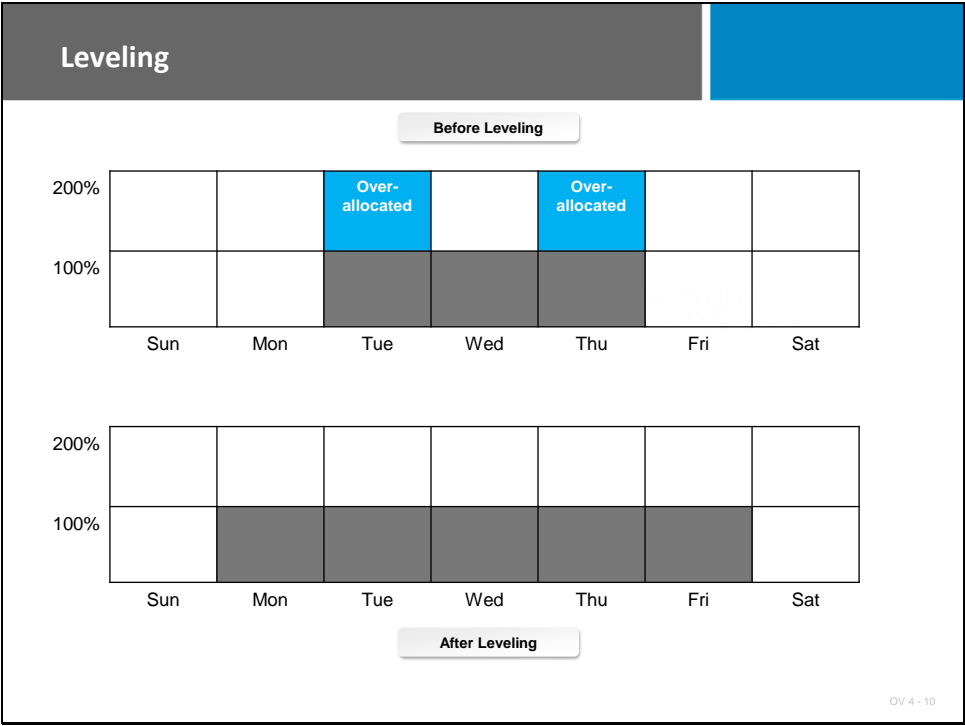 Leveling
Before Leveling
200%
Over-
allocated
Over-
allocated
100%
Sun Mon Tue Wed Thu Fri Sat
200%
100%
Sun Mon Tue Wed Thu Fri Sat
After Leveling
OV 4 - 10